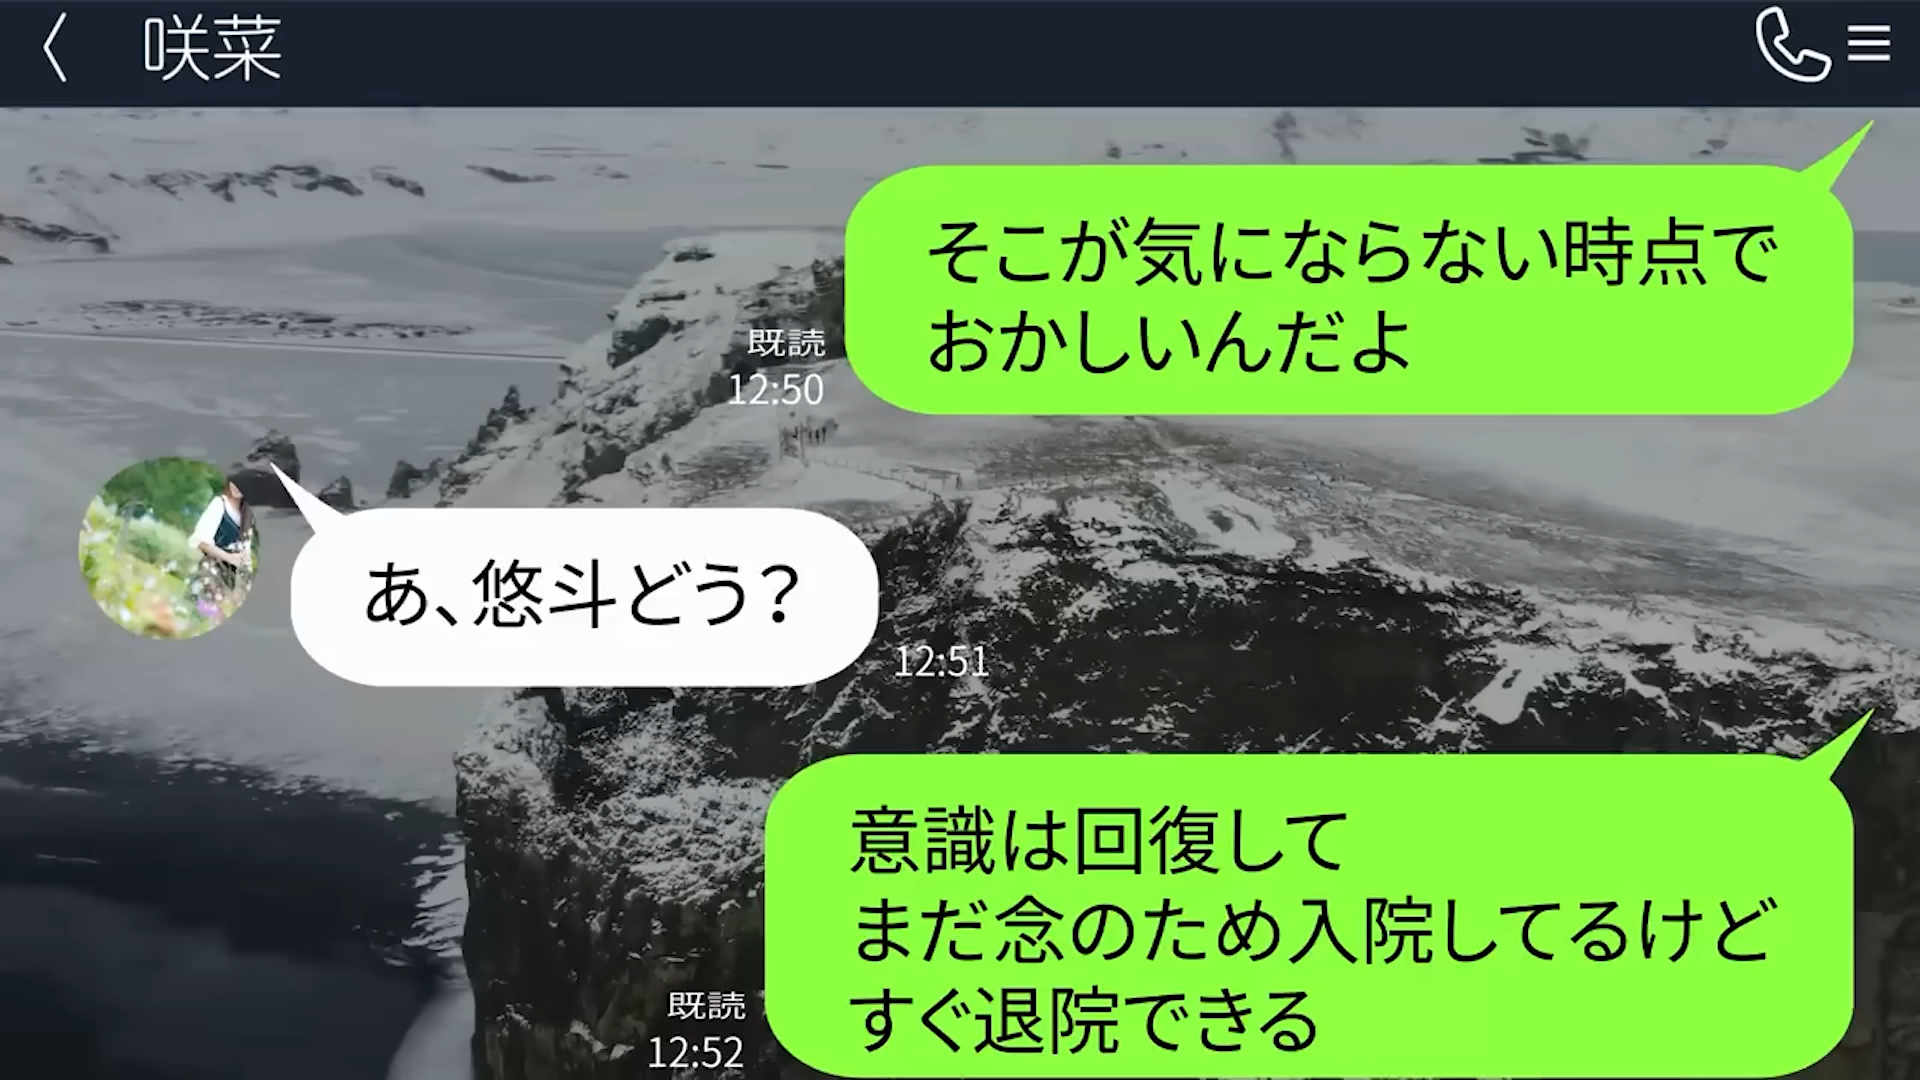 咲菜
そこが気にならない時点で
おかしいんだよ
既読
12:50
あ、悠斗どう?
12:51
意識は回復して
まだ念のため入院してるけど
すぐ退院できる
既読
12:52